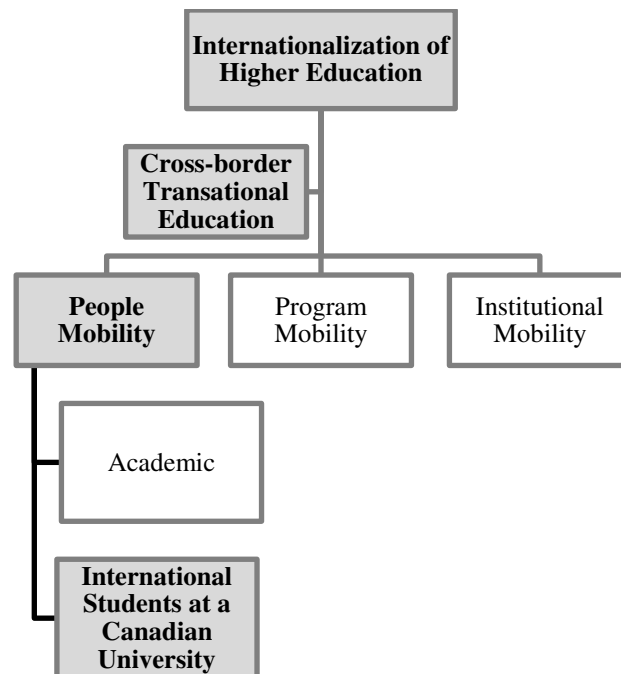 Internationalization of
Higher Education
Cross-border
Transational
Education
People
Mobility
Program
Mobility
Institutional
Mobility
Academic
International
Students at a
Canadian
University